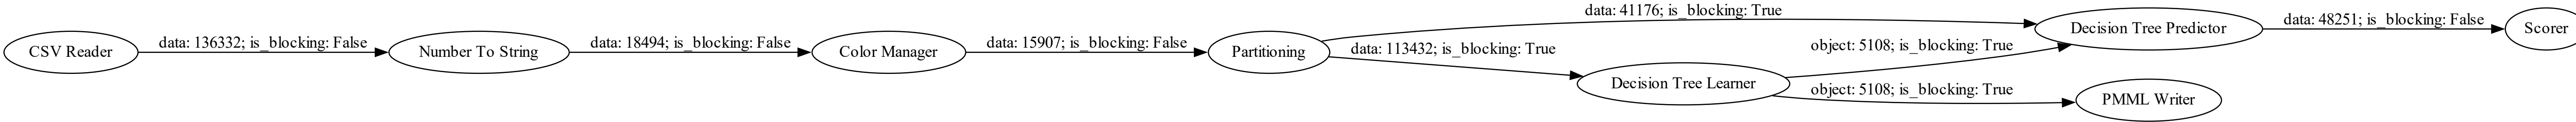 CSV Reader
data: 136332; is_blocking: False
Number To String
data: 18494; is_blocking: False
Color Manager
data: 15907; is_blocking: False
Partitioning
data: 41176; is_blocking: True
data: 113432; is_blocking: True
Decision Tree Learner
object: 5108; is_blocking: True
object: 5108; is_blocking: True
Decision Tree Predictor
PMML Writer
data: 48251; is_blocking: False
Scorer